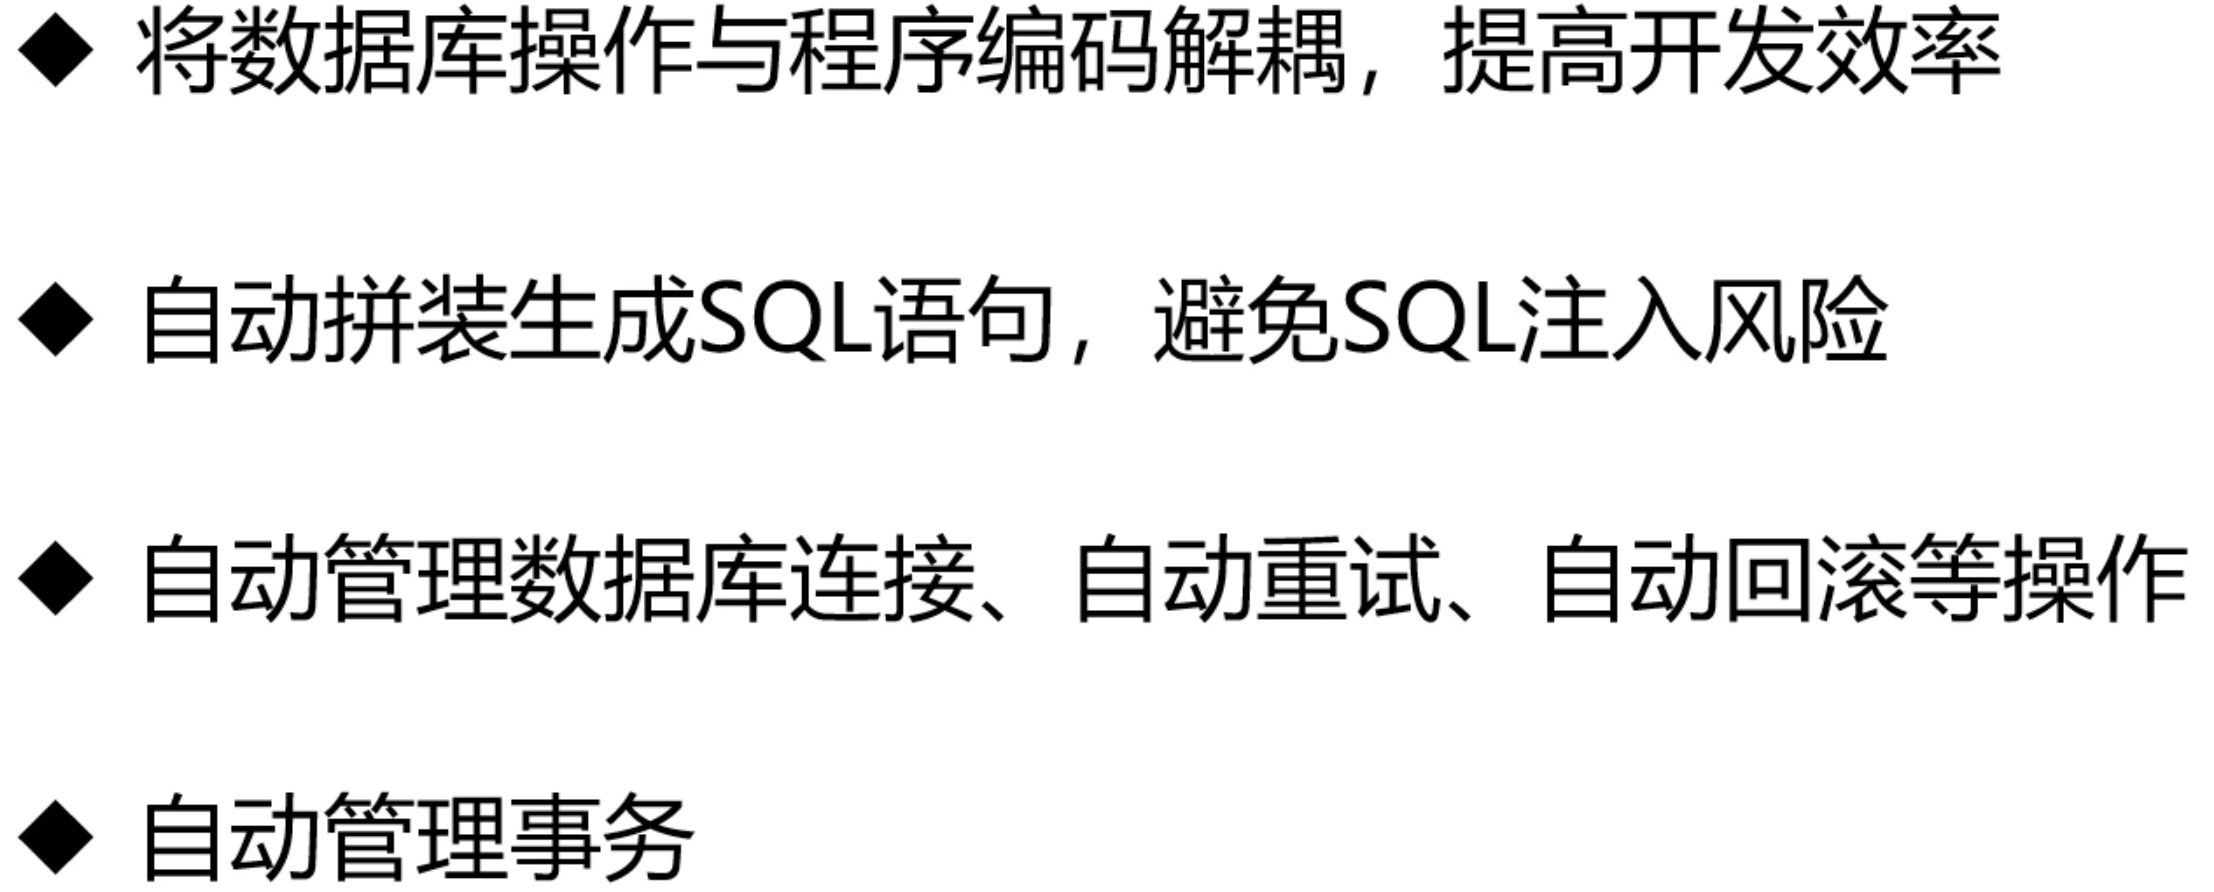 ◆ 将数据库操作与程序编码解耦，提高开发效率
◆ 自动拼装生成SQL语句，避免SQL注入风险
◆ 自动管理数据库连接、自动重试、自动回滚等操作
◆ 自动管理事务